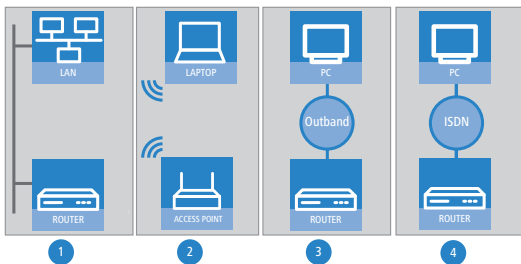 LAN
LAPTOP
PC
PC
Outband
ISDN
ROUTER
ACCESS POINT
ROUTER
ROUTER
1
2
3
4